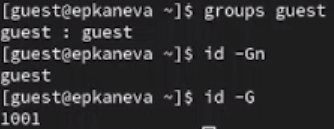 [guest@epkaneva ~]$ groups guest
guest : guest
[guest@epkaneva ~]$ id -Gn
guest
[guest@epkaneva ~]$ id -G
1001